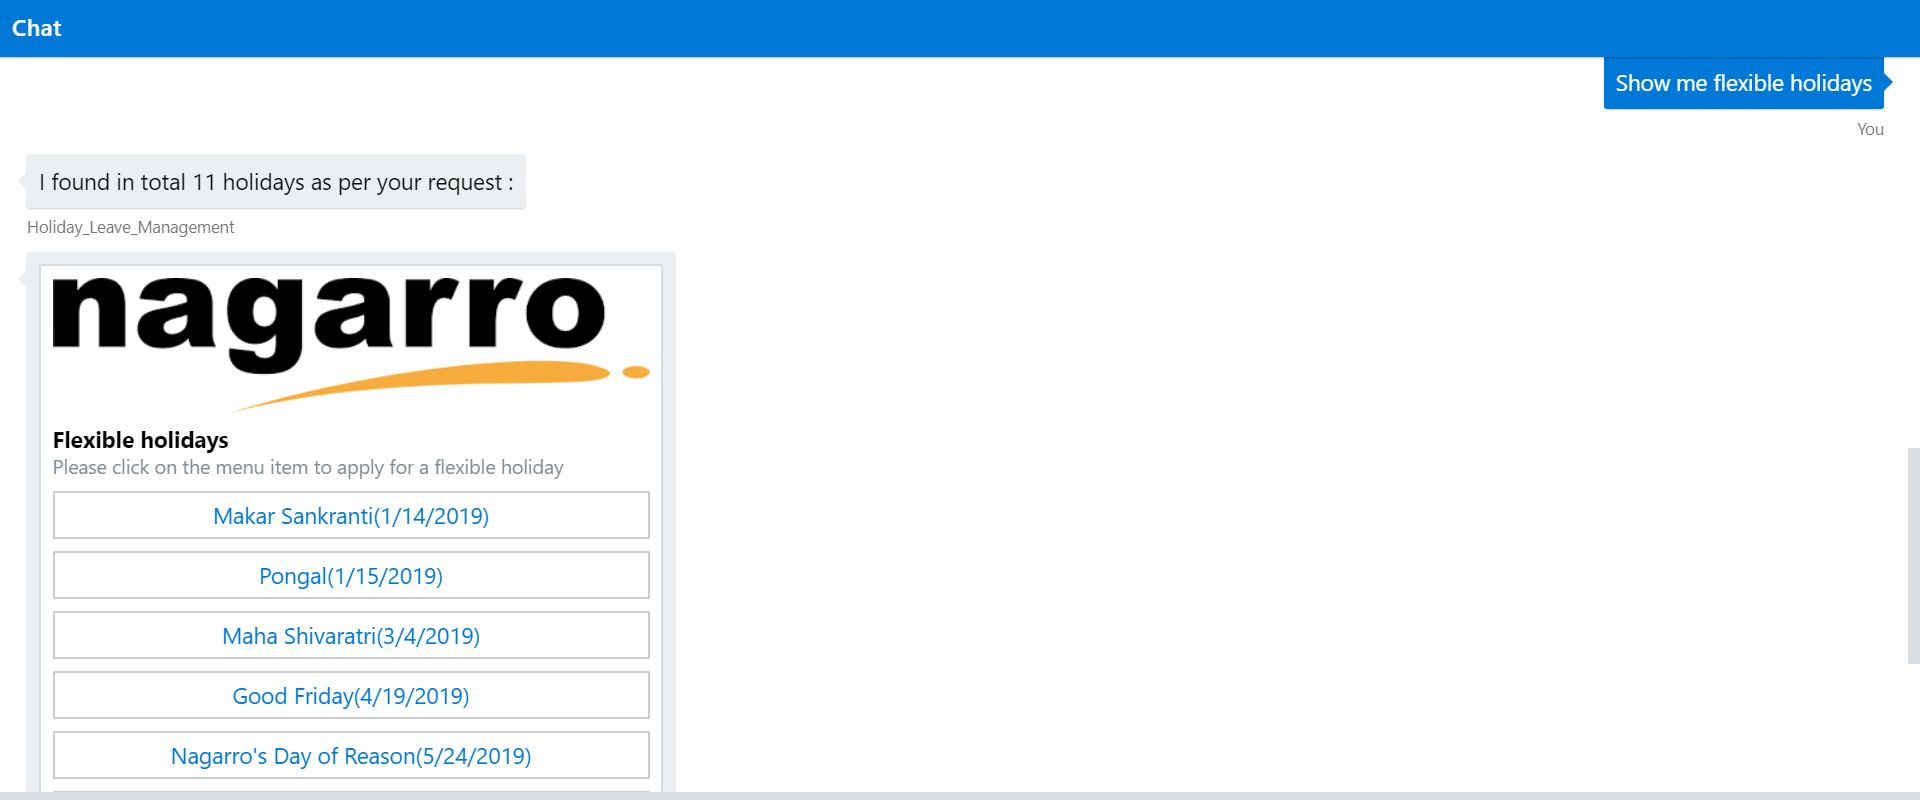 Chat
Show me flexible holidays
You
I found in total 11 holidays as per your request :
Holiday_Leave_Management
nagarro
Flexible holidays
Please click on the menu item to apply for a flexible holiday
Makar Sankranti(1/14/2019)
Pongal(1/15/2019)
Maha Shivaratri(3/4/2019)
Good Friday(4/19/2019)
Nagarro's Day of Reason(5/24/2019)